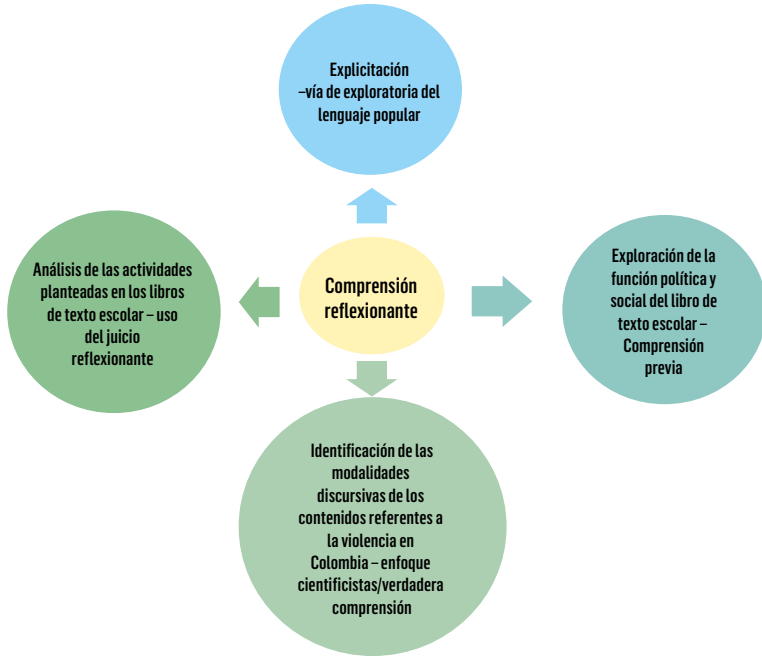 Explicitación
–vía de exploratoria del
lenguaje popular
Análisis de las actividades
planteadas en los libros
de texto escolar – uso
del juicio
reflexionante
Comprensión
reflexionante
Exploración de la
función política y
social del libro de
texto escolar –
Comprensión
previa
Identificación de las
modalidades
discursivas de los
contenidos referentes a
la violencia en
Colombia – enfoque
cientificistas/verdadera
comprensión